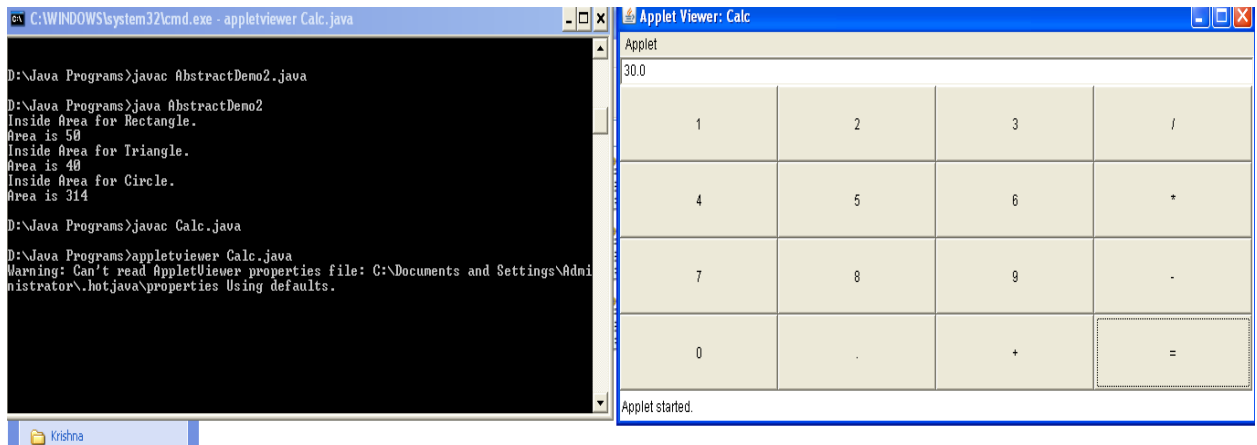 C:\WINDOWS\system32\cmd.exe - appletviewer Calc.java
D:\Java Programs>javac AbstractDemo2.java
D:\Java Programs>java AbstractDemo2
Inside Area for Rectangle.
Area is 50
Inside Area for Triangle.
Area is 40
Inside Area for Circle.
Area is 314
D:\Java Programs>javac Calc.java
D:\Java Programs>appletviewer Calc.java
Warning: Can't read AppletViewer properties file: C:\Documents and Settings\Admi
nistrator\.hotjava\properties Using defaults.
Krishna
Applet Viewer: Calc
Applet
30.0
1 2 3 /
4 5 6 *
7 8 9 -
0 . + =
Applet started.